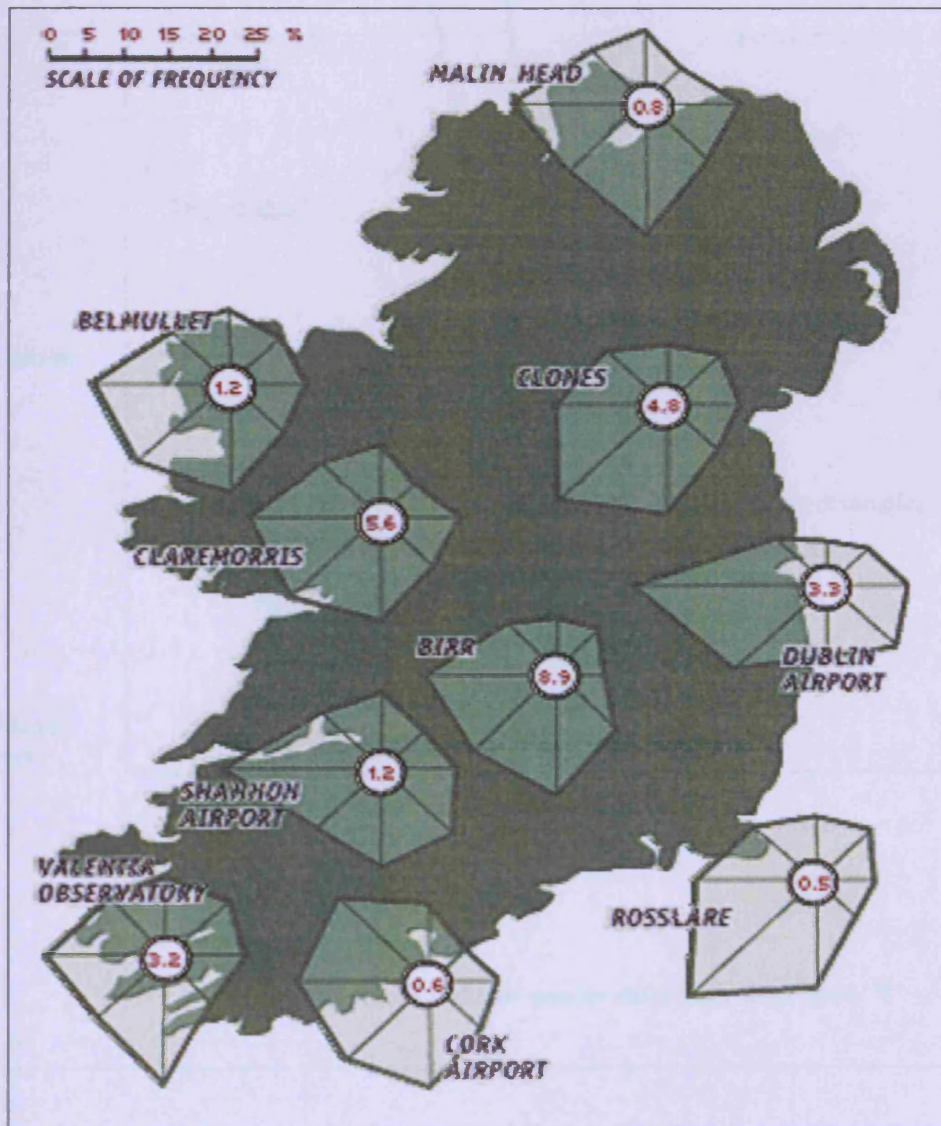 0 5 10 15 20 25 %
SCALE OF FREQUENCY
MALIN HEAD
0.8
BELMULLET
1.2
CLONES
4.8
5.6
CLAREMORRIS
3.3
BIRR
8.9
DUBLIN
AIRPORT
1.2
SHANNON
AIRPORT
VALENTIA
OBSERVATORY
3.2
0.5
ROSSLARE
0.6
CORK
AIRPORT